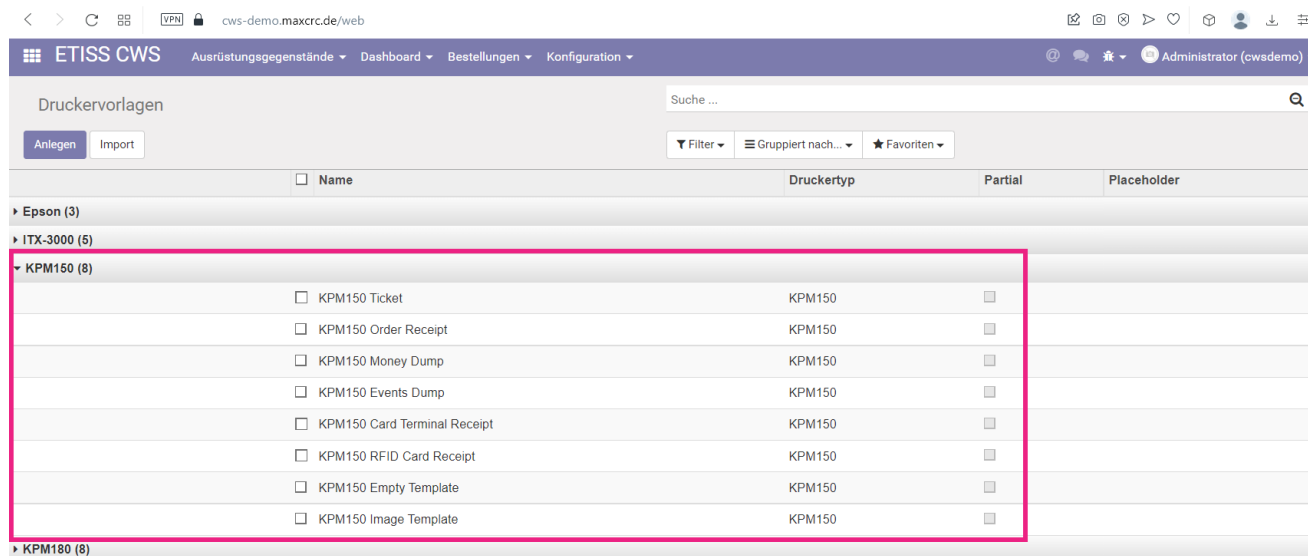 VPN cws-demo.maxcrc.de/web
ETISS CWS Ausrüstungsgegenstände Dashboard Bestellungen Konfiguration @ Administrator (cwsdemo)
Druckervorlagen Suche ...
Anlegen Import Filter Gruppiert nach... Favoriten
Name Druckertyp Partial Placeholder
Epson (3)
ITX-3000 (5)
KPM150 (8)
KPM150 Ticket KPM150
KPM150 Order Receipt KPM150
KPM150 Money Dump KPM150
KPM150 Events Dump KPM150
KPM150 Card Terminal Receipt KPM150
KPM150 RFID Card Receipt KPM150
KPM150 Empty Template KPM150
KPM150 Image Template KPM150
KPM180 (8)